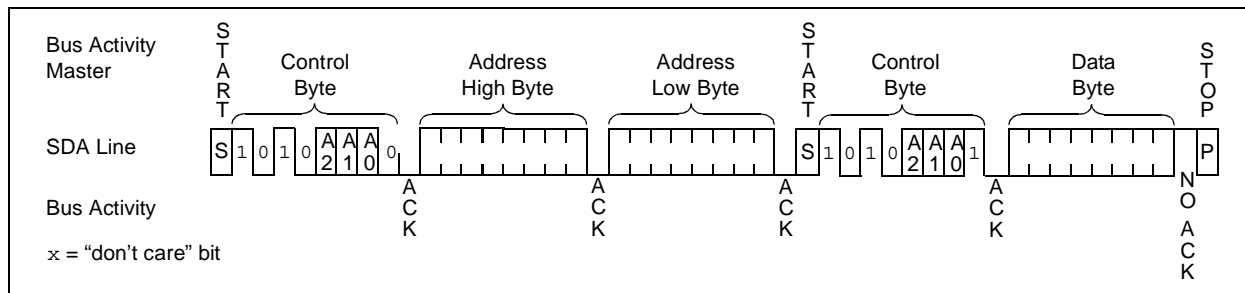 Bus Activity
Master
START
Control
Byte
Address
High Byte
Address
Low Byte
START
Control
Byte
Data
Byte
STOP
SDA Line
S 1 0 1 0 A2 A1 A0 0
S 1 0 1 0 A2 A1 A0 1
P
Bus Activity
ACK
ACK
ACK
ACK
NO ACK
x = “don’t care” bit